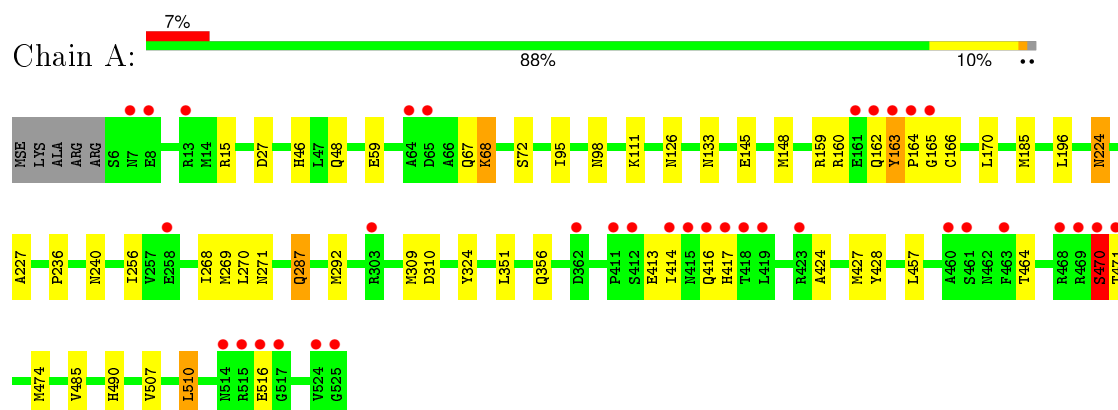 7%
Chain A:
88% 10% ••
MSE LYS ALA ARG ARG S6 N7 E8 R13 M14 R15 D27 H46 L47 Q48 E59 A64 D65 A66 Q67 K68 S72 I95 N98 K111 N126 N133 E145 M148 R159 R160 E161 Q162 Y163 P164 G165 C166 L170 M185 L196 N224
A227 P236 N240 I256 V257 E258 I268 M269 L270 N271 Q287 M292 R303 M309 D310 Y324 L351 Q356 D362 P411 S412 E413 I414 N415 Q416 H417 T418 L419 R423 A424 M427 Y428 L457 A460 S461 N462 F463 T464 R468 R469 S470 T471
M474 V485 H490 V507 L510 N514 R515 E516 G517 V524 G525